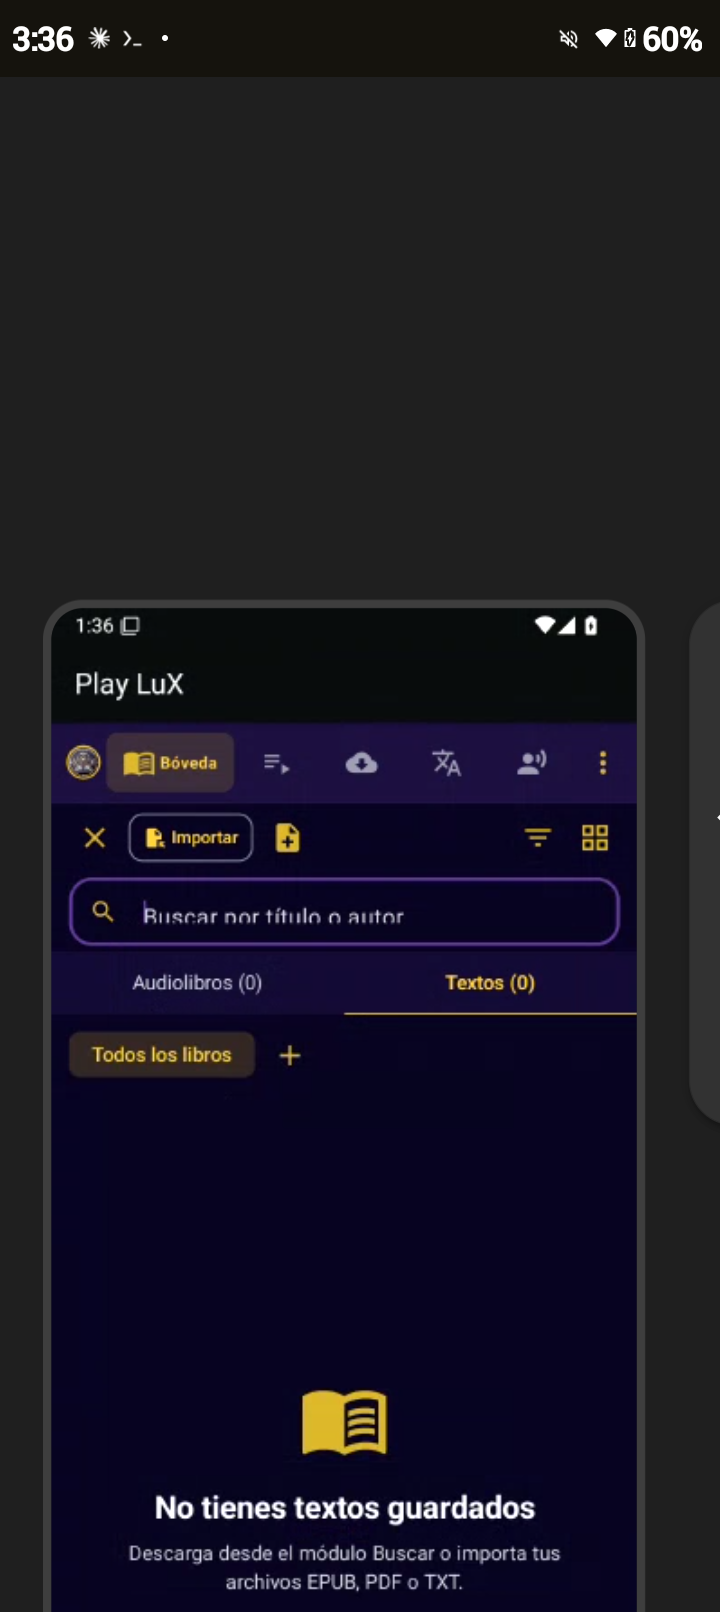 3:36
60%
1:36
Play LuX
Bóveda
Importar
Buscar por título o autor
Audiolibros (0)
Textos (0)
Todos los libros
No tienes textos guardados
Descarga desde el módulo Buscar o importa tus
archivos EPUB, PDF o TXT.